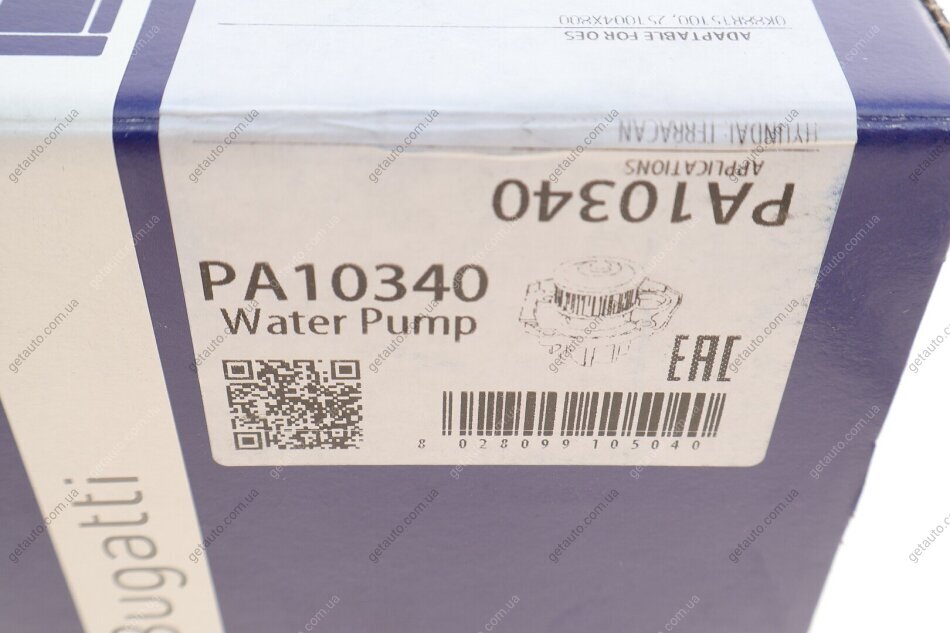 0K88R15100, 251004X800
ADAPTABLE FOR OES
HYUNDAI: TERRACAN
APPLICATIONS
PA10340
PA10340
Water Pump
EAC
8 028099 105040
Bugatti
getauto.com.ua